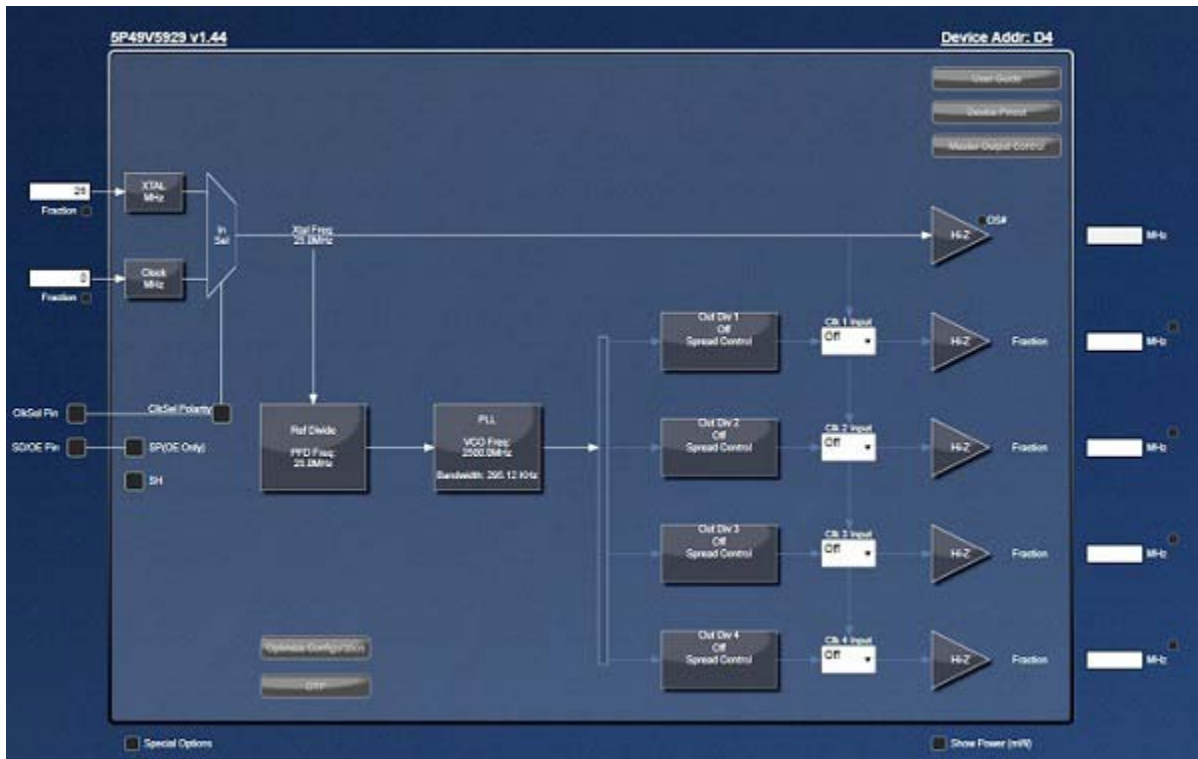 5P49V5929 v1.44
Device Addr: D4
User Guide
Device Pinout
Master Output Control
25
XTAL
MHz
Fraction
In
Sel
Xtal Freq:
25.0MHz
Hi-Z
OS#
MHz
0
Clock
MHz
Fraction
Out Div 1
Off
Spread Control
Clk 1 Input
Off
Hi-Z
Fraction
MHz
ClkSel Pin
ClkSel Polarity
SD/OE Pin
SP(OE Only)
SH
Ref Divide
PFD Freq:
25.0MHz
PLL
VCO Freq:
2500.0MHz
Bandwidth: 295.12 KHz
Out Div 2
Off
Spread Control
Clk 2 Input
Off
Hi-Z
Fraction
MHz
Out Div 3
Off
Spread Control
Clk 3 Input
Off
Hi-Z
Fraction
MHz
Optimize Configuration
OTP
Out Div 4
Off
Spread Control
Clk 4 Input
Off
Hi-Z
Fraction
MHz
Special Options
Show Power (mW)